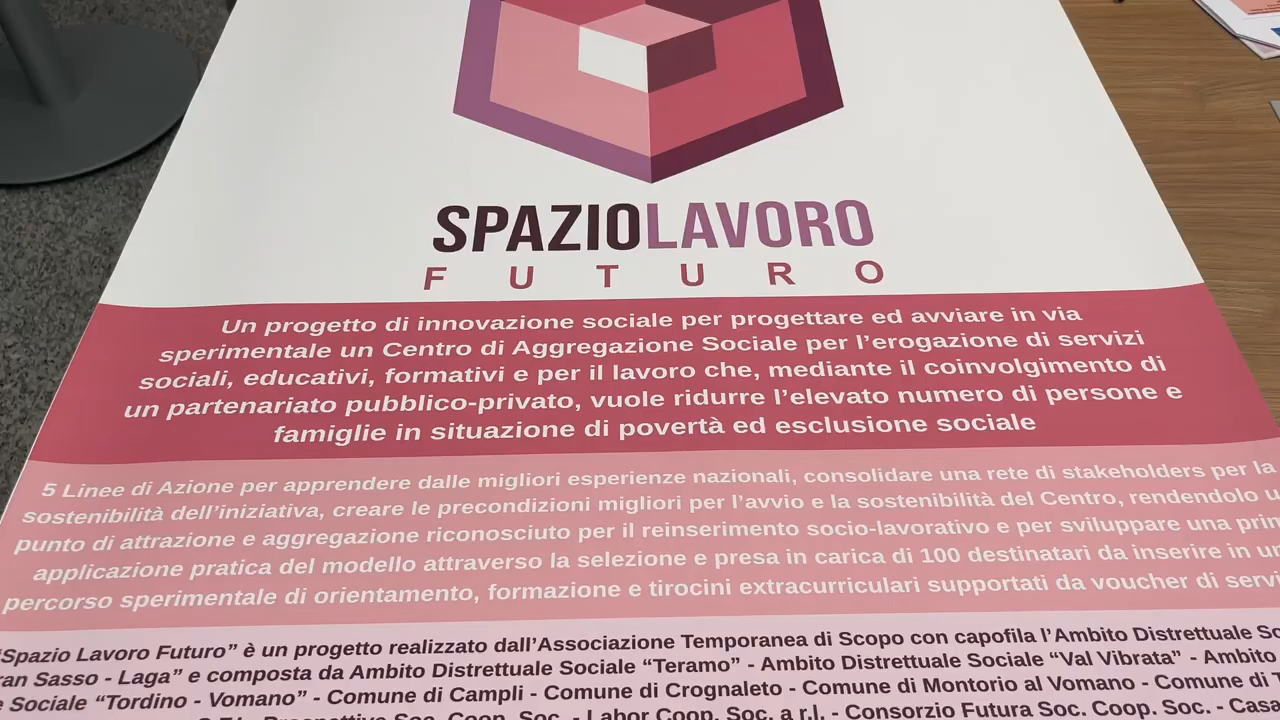 SPAZIOLAVORO
FUTURO
Un progetto di innovazione sociale per progettare ed avviare in via
sperimentale un Centro di Aggregazione Sociale per l'erogazione di servizi
sociali, educativi, formativi e per il lavoro che, mediante il coinvolgimento di
un partenariato pubblico-privato, vuole ridurre l'elevato numero di persone e
famiglie in situazione di povertà ed esclusione sociale
5 Linee di Azione per apprendere dalle migliori esperienze nazionali, consolidare una rete di stakeholders per la
sostenibilità dell'iniziativa, creare le precondizioni migliori per l'avvio e la sostenibilità del Centro, rendendolo
punto di attrazione e aggregazione riconosciuto per il reinserimento socio-lavorativo e per sviluppare una
applicazione pratica del modello attraverso la selezione e presa in carica di 100 destinatari da inserire in
percorso sperimentale di orientamento, formazione e tirocini extracurriculari supportati da voucher di
"Spazio Lavoro Futuro" è un progetto realizzato dall'Associazione Temporanea di Scopo con capofila l'Ambito Distrettuale
Sasso - Laga" e composta da Ambito Distrettuale Sociale "Teramo" - Ambito Distrettuale Sociale "Val Vibrata" - Ambito
Sociale "Tordino - Vomano" - Comune di Campli - Comune di Crognaleto - Comune di Montorio al Vomano - Comune di
Prospettive Soc. Coop. Soc. - Labor Coop. Soc. a r.l. - Consorzio Futura Soc. Coop. Soc. -